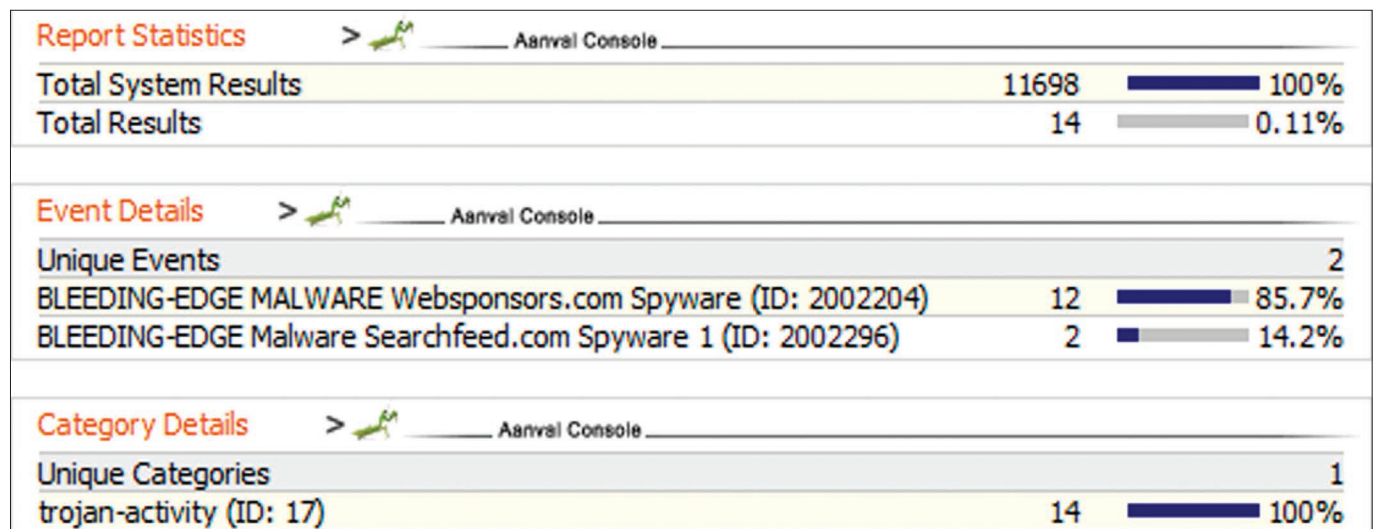 Report Statistics > Aanval Console
Total System Results 11698 100%
Total Results 14 0.11%
Event Details > Aanval Console
Unique Events 2
BLEEDING-EDGE MALWARE Websponsors.com Spyware (ID: 2002204) 12 85.7%
BLEEDING-EDGE Malware Searchfeed.com Spyware 1 (ID: 2002296) 2 14.2%
Category Details > Aanval Console
Unique Categories 1
trojan-activity (ID: 17) 14 100%